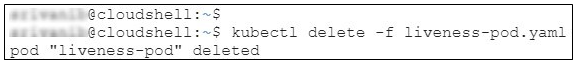 @cloudshell:~$
@cloudshell:~$ kubectl delete -f liveness-pod.yaml
pod "liveness-pod" deleted